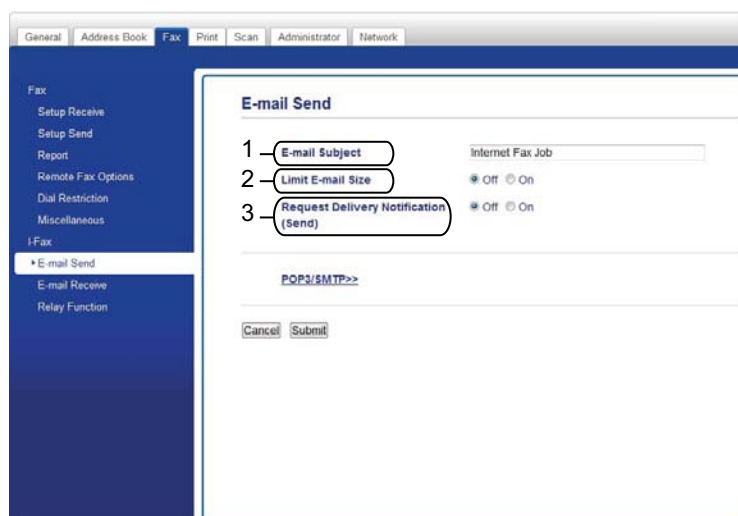 General Address Book Fax Print Scan Administrator Network
Fax
Setup Receive
Setup Send
Report
Remote Fax Options
Dial Restriction
Miscellaneous
I-Fax
E-mail Send
E-mail Receive
Relay Function
E-mail Send
1 E-mail Subject Internet Fax Job
2 Limit E-mail Size Off On
3 Request Delivery Notification Off On
(Send)
POP3/SMTP>>
Cancel Submit